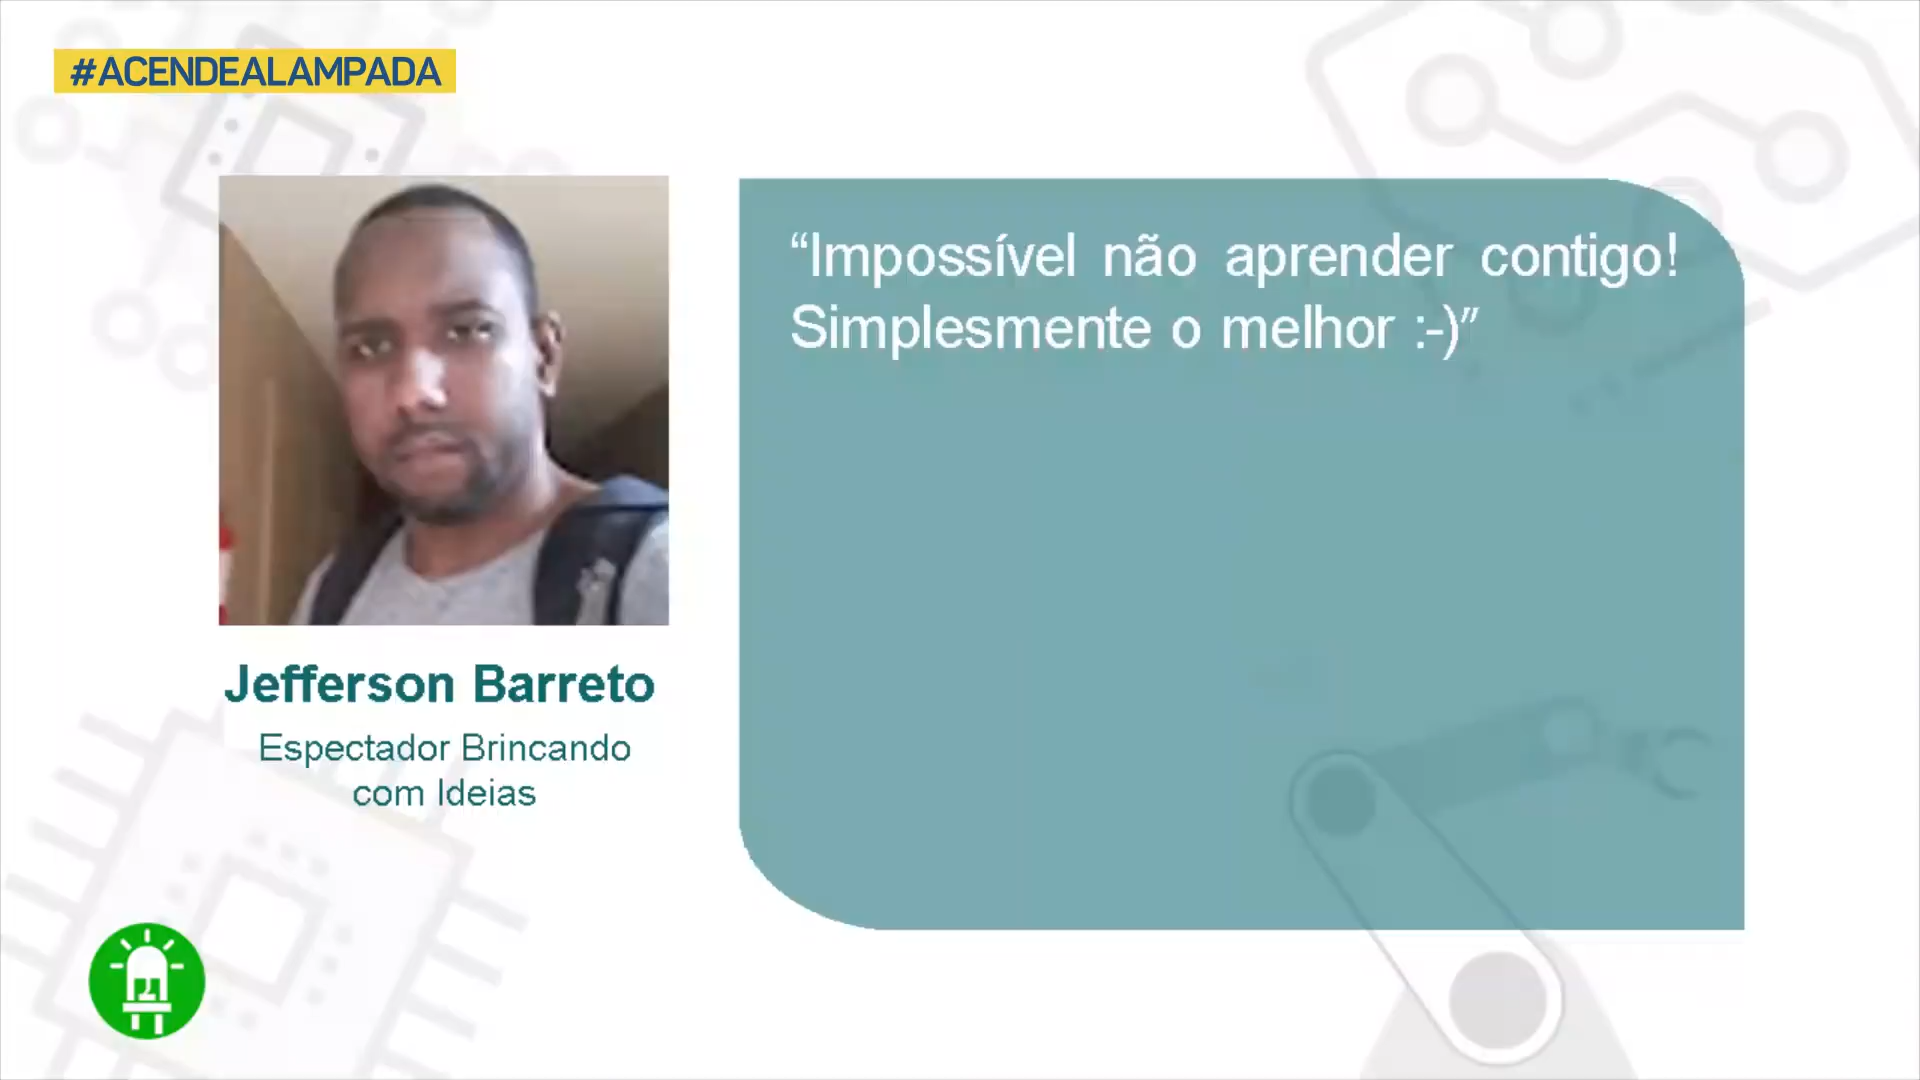 #ACENDEALAMPADA
“Impossível não aprender contigo!
Simplesmente o melhor :-)”
Jefferson Barreto
Espectador Brincando
com Ideias